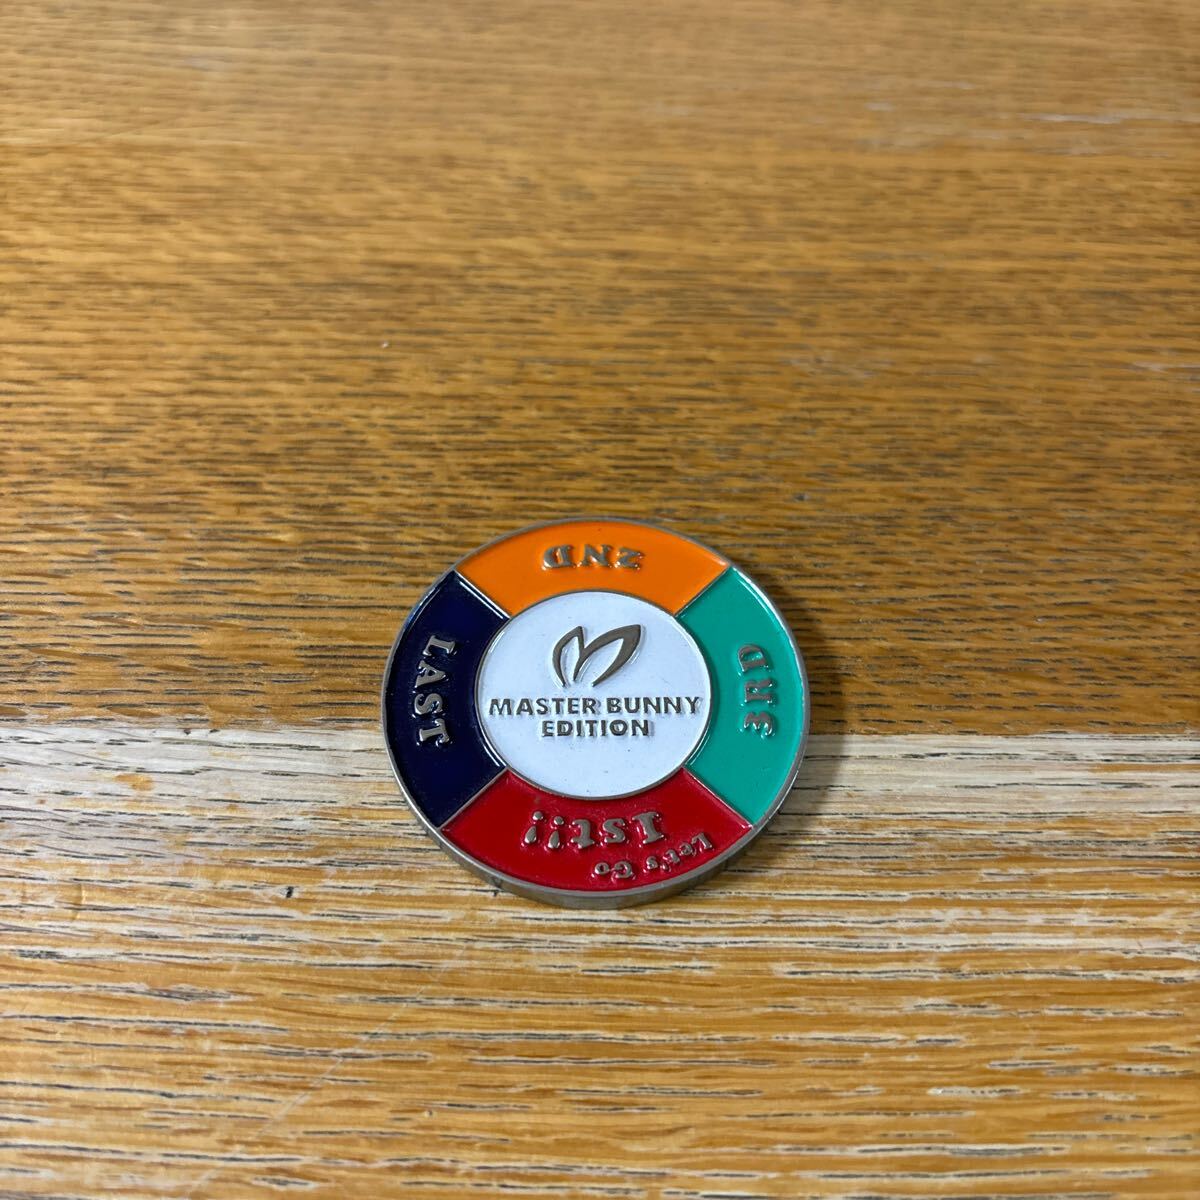 2ND
3RD
LAST
MASTER BUNNY
EDITION
Let's Go
1st!!